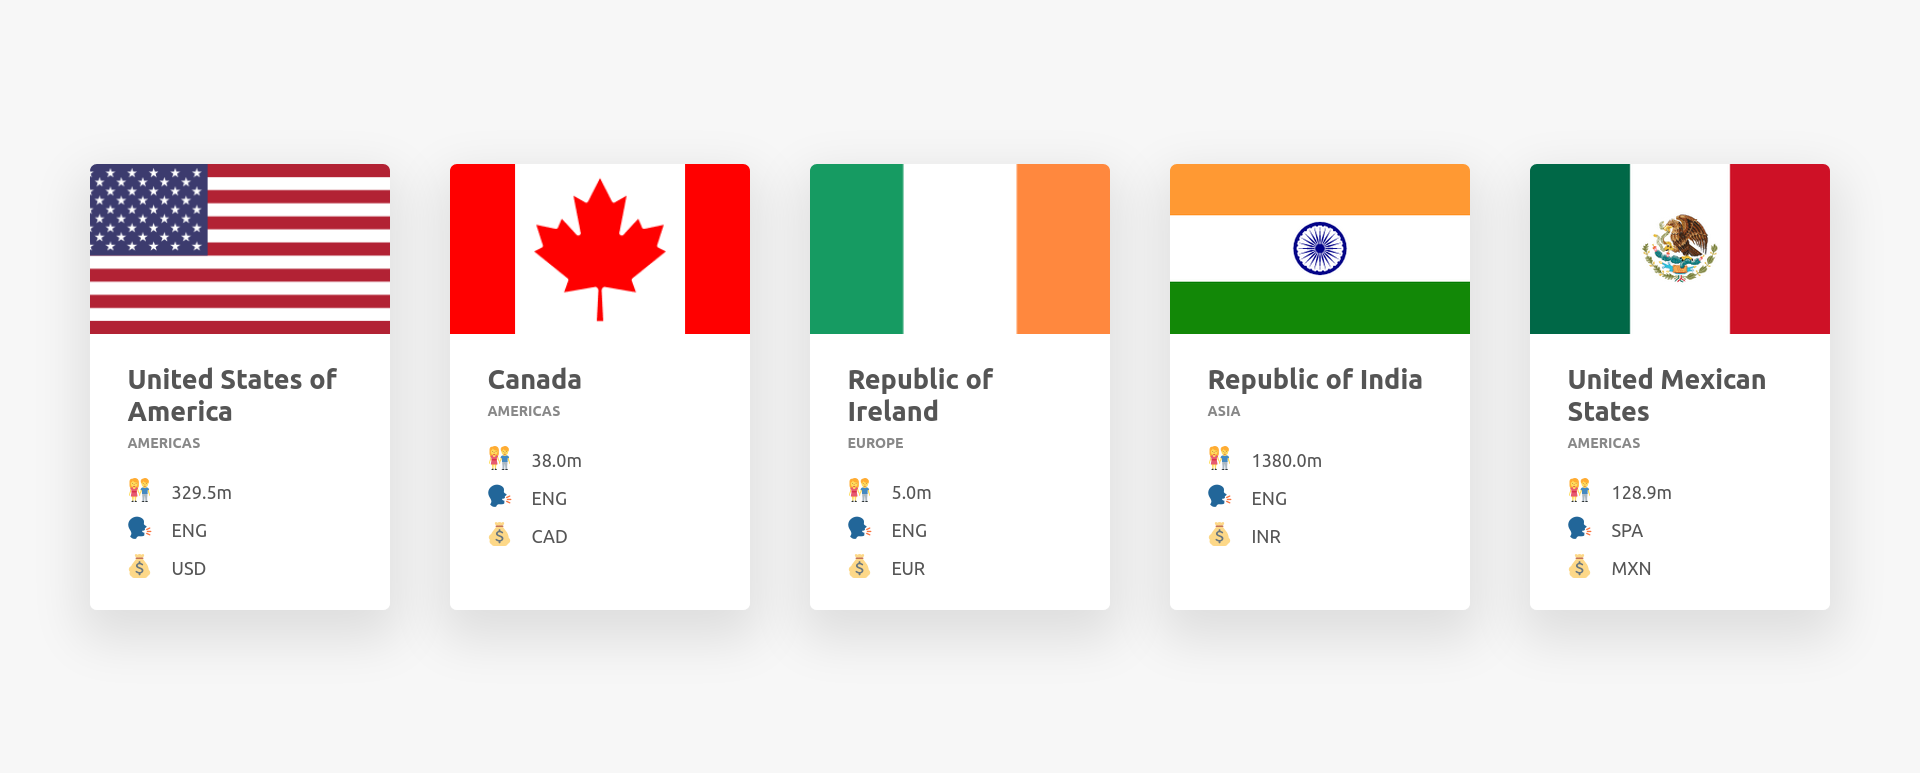 United States of
America
AMERICAS
329.5m
ENG
USD
Canada
AMERICAS
38.0m
ENG
CAD
Republic of
Ireland
EUROPE
5.0m
ENG
EUR
Republic of India
ASIA
1380.0m
ENG
INR
United Mexican
States
AMERICAS
128.9m
SPA
MXN